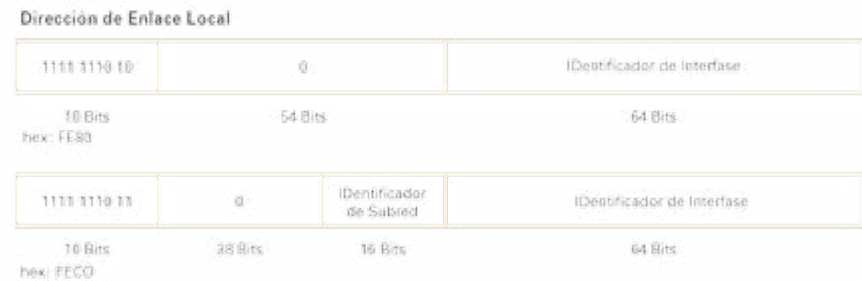 Dirección de Enlace Local
1111 1110 10 0 IDentificador de Interfase
10 Bits 54 Bits 64 Bits
hex: FE80
1111 1110 11 0 IDentificador de Subred IDentificador de Interfase
10 Bits 38 Bits 16 Bits 64 Bits
hex: FEC0